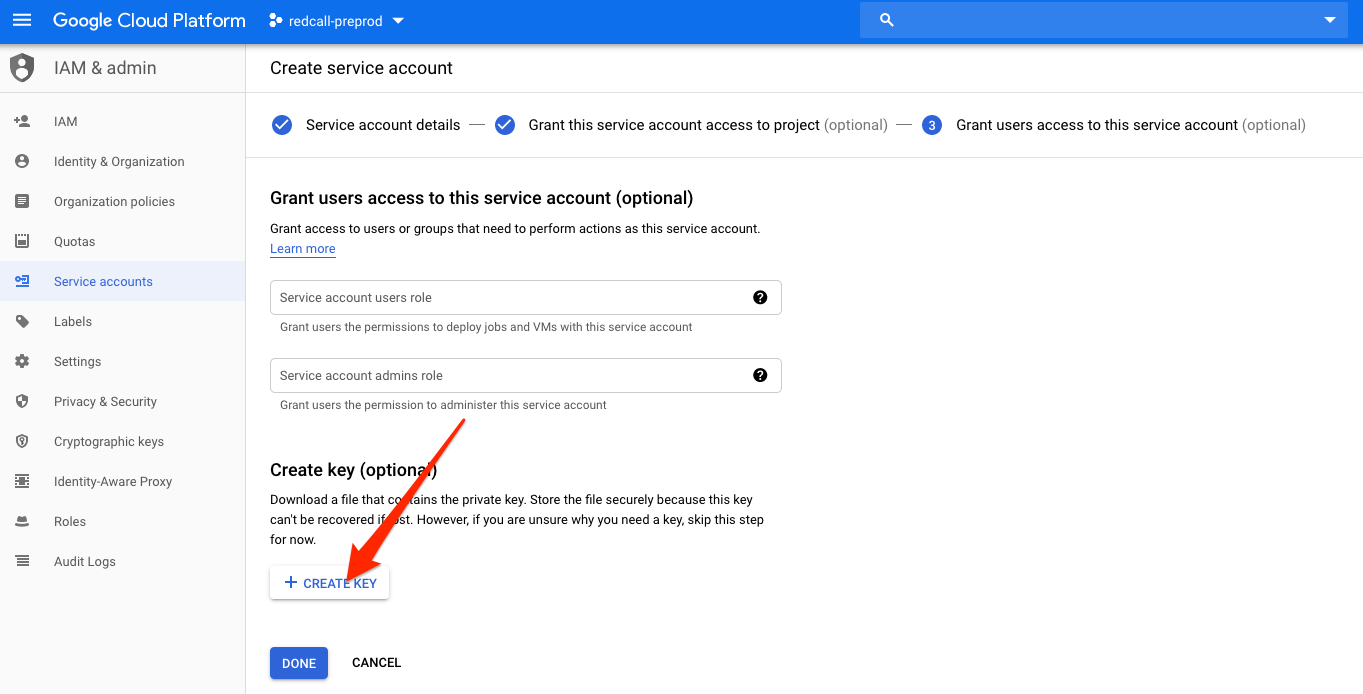 Google Cloud Platform
redcall-preprod
IAM & admin
Create service account
IAM
Identity & Organization
Organization policies
Quotas
Service accounts
Labels
Settings
Privacy & Security
Cryptographic keys
Identity-Aware Proxy
Roles
Audit Logs
Service account details
Grant this service account access to project (optional)
3 Grant users access to this service account (optional)
Grant users access to this service account (optional)
Grant access to users or groups that need to perform actions as this service account.
Learn more
Service account users role ?
Grant users the permissions to deploy jobs and VMs with this service account
Service account admins role ?
Grant users the permission to administer this service account
Create key (optional)
Download a file that contains the private key. Store the file securely because this key
can't be recovered if lost. However, if you are unsure why you need a key, skip this step
for now.
+ CREATE KEY
DONE
CANCEL